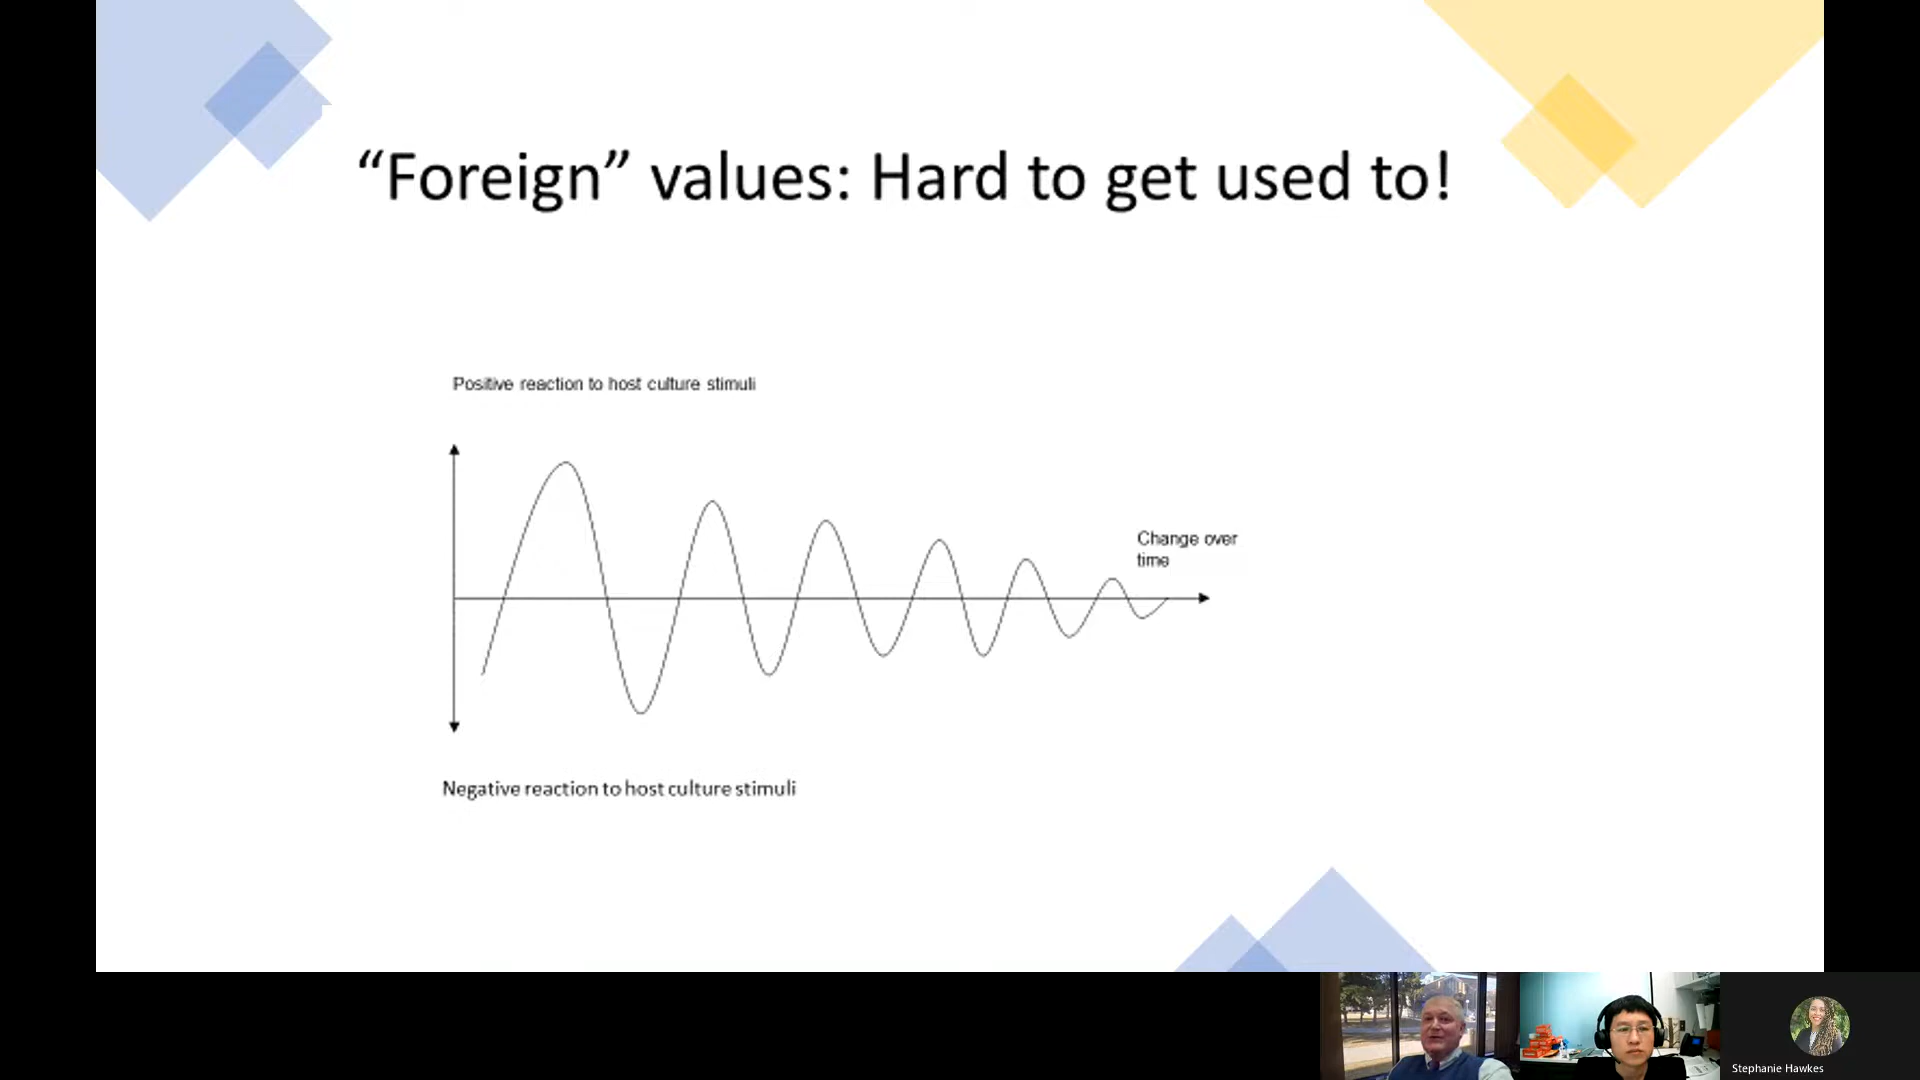 “Foreign” values: Hard to get used to!
Positive reaction to host culture stimuli
Change over
time
Negative reaction to host culture stimuli
Stephanie Hawkes